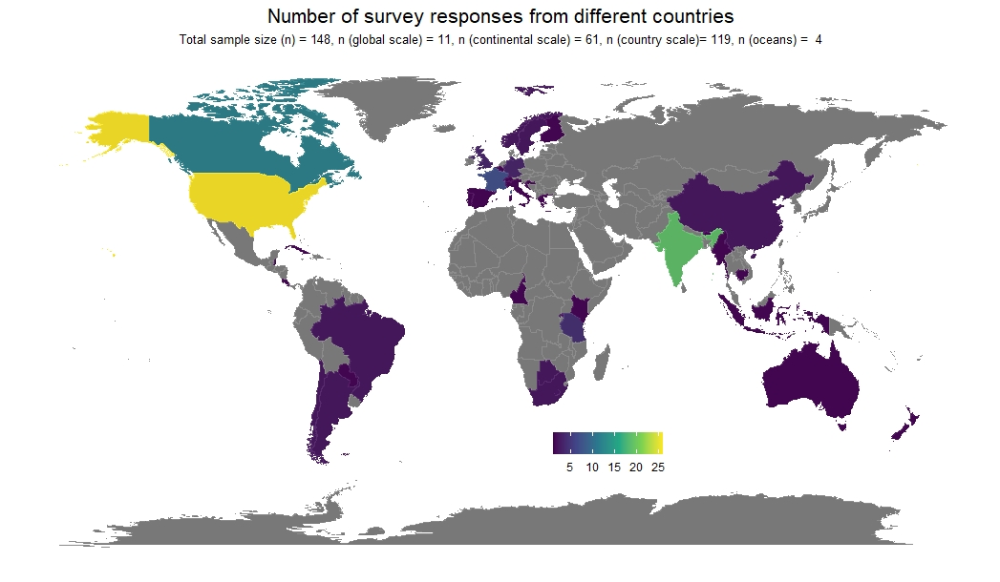 Number of survey responses from different countries
Total sample size (n) = 148, n (global scale) = 11, n (continental scale) = 61, n (country scale)= 119, n (oceans) =  4
5 10 15 20 25